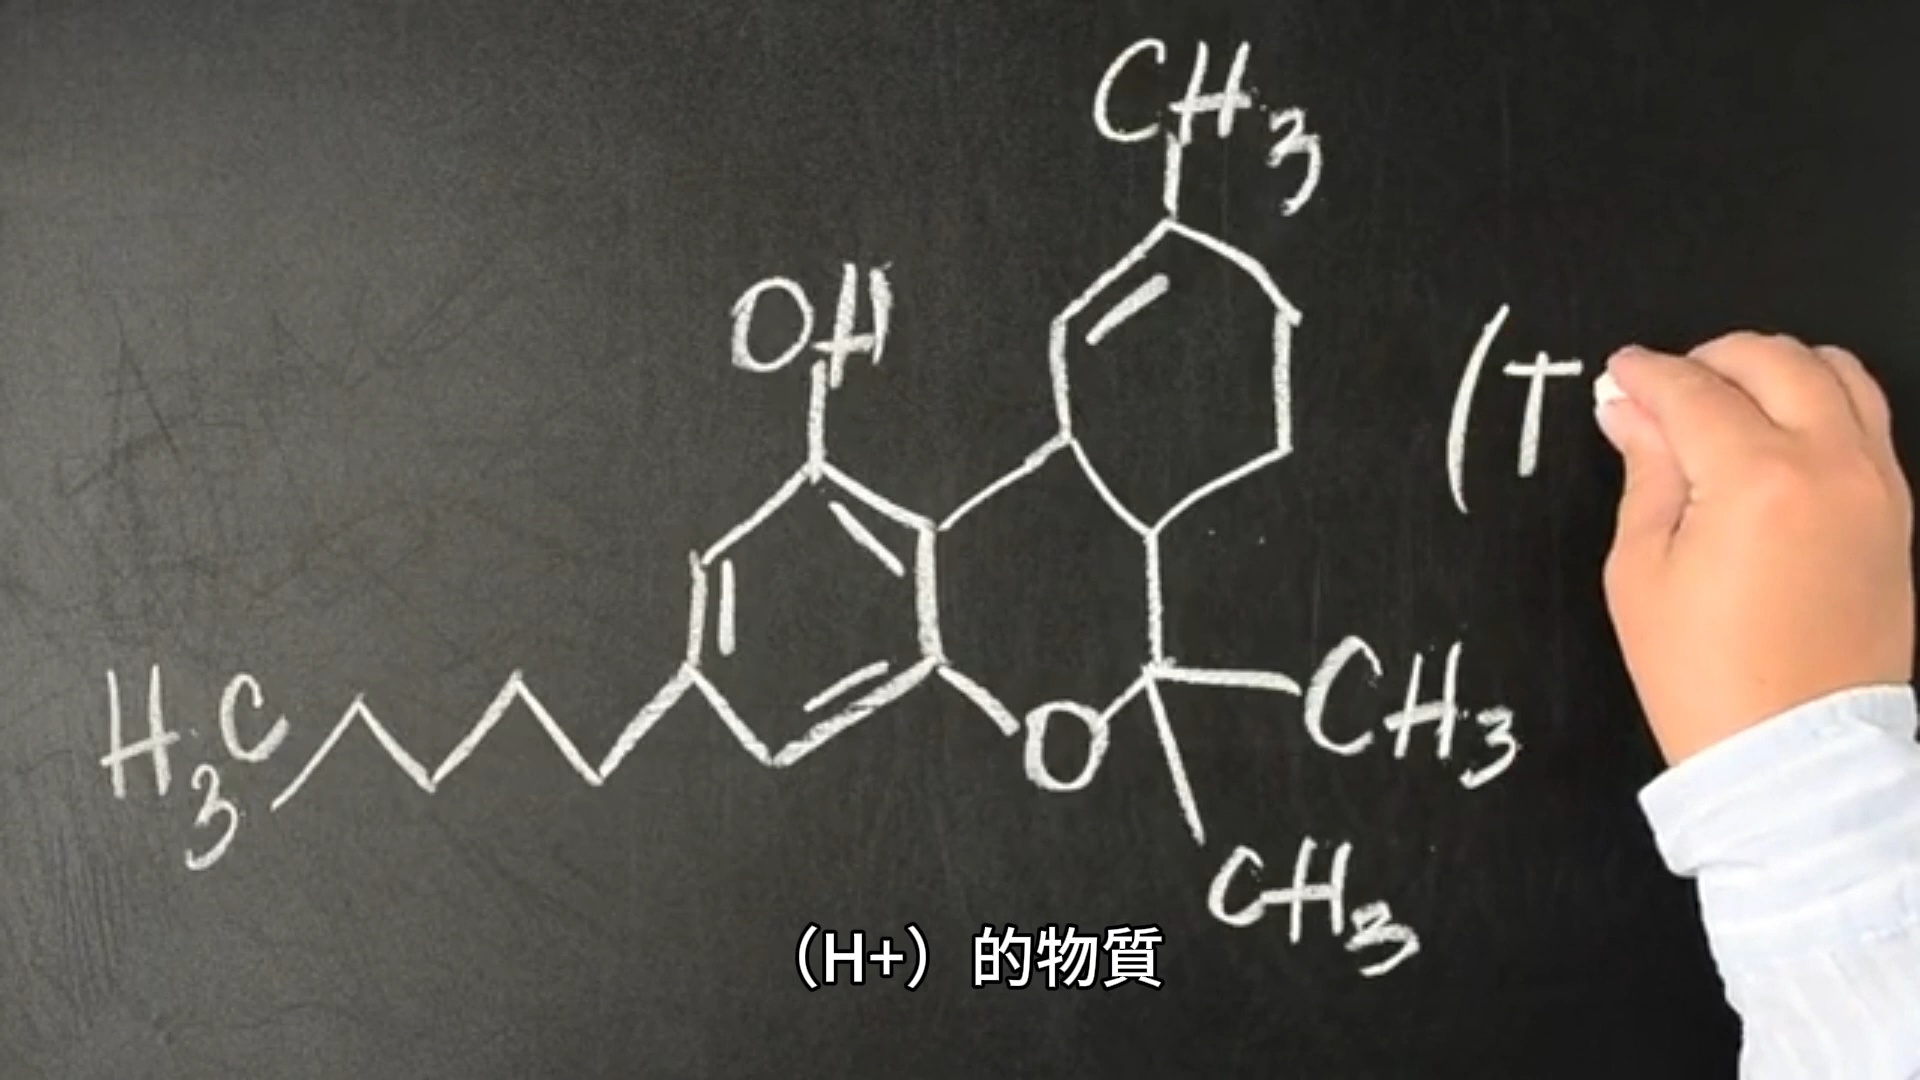 CH3
OH
(T
H3C
O
CH3
CH3
（H+）的物質